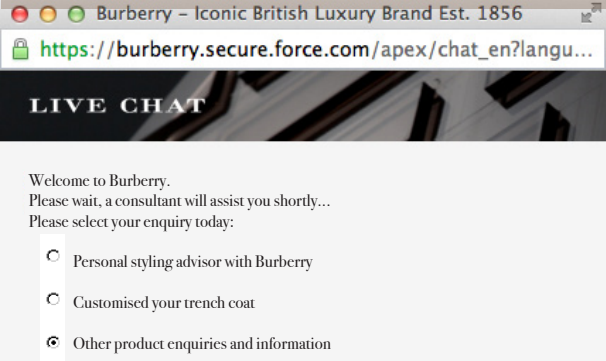 Burberry – Iconic British Luxury Brand Est. 1856
https://burberry.secure.force.com/apex/chat_en?langu...
LIVE CHAT
Welcome to Burberry.
Please wait, a consultant will assist you shortly...
Please select your enquiry today:
Personal styling advisor with Burberry
Customised your trench coat
Other product enquiries and information